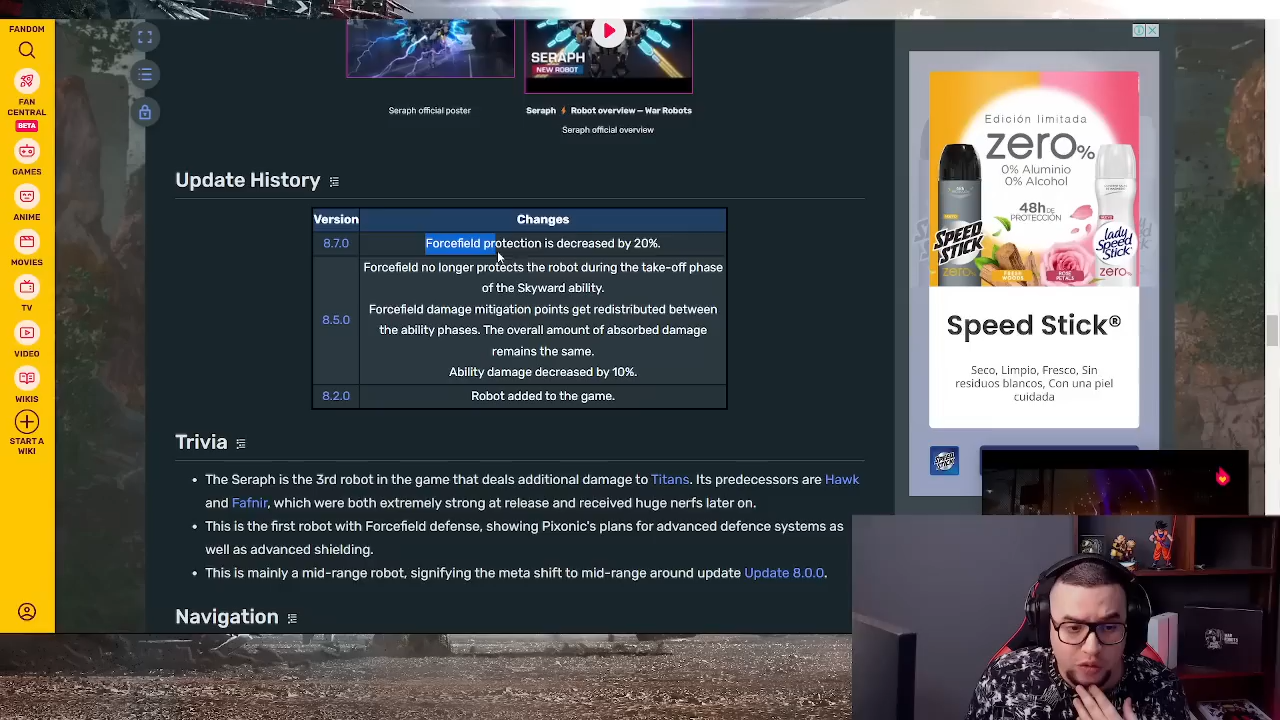 FANDOM
FAN
CENTRAL
BETA
GAMES
ANIME
MOVIES
TV
VIDEO
WIKIS
START A
WIKI
SERAPH
NEW ROBOT
Seraph official poster
Seraph ⚡ Robot overview — War Robots
Seraph official overview
Update History
Version
Changes
8.7.0
Forcefield protection is decreased by 20%.
8.5.0
Forcefield no longer protects the robot during the take-off phase
of the Skyward ability.
Forcefield damage mitigation points get redistributed between
the ability phases. The overall amount of absorbed damage
remains the same.
Ability damage decreased by 10%.
8.2.0
Robot added to the game.
Trivia
• The Seraph is the 3rd robot in the game that deals additional damage to Titans. Its predecessors are Hawk
and Fafnir, which were both extremely strong at release and received huge nerfs later on.
• This is the first robot with Forcefield defense, showing Pixonic's plans for advanced defence systems as
well as advanced shielding.
• This is mainly a mid-range robot, signifying the meta shift to mid-range around update Update 8.0.0.
Navigation
Edición limitada
zero%
0% Aluminio
0% Alcohol
48h DE
PROTECCIÓN
SPEED
STICK
zero
FRESH
WOODS
lady
Speed
Stick
zero
ROSE
PETALS
Speed Stick®
Seco, Limpio, Fresco, Sin
residuos blancos, Con una piel
cuidada
WAR
ROBOTS